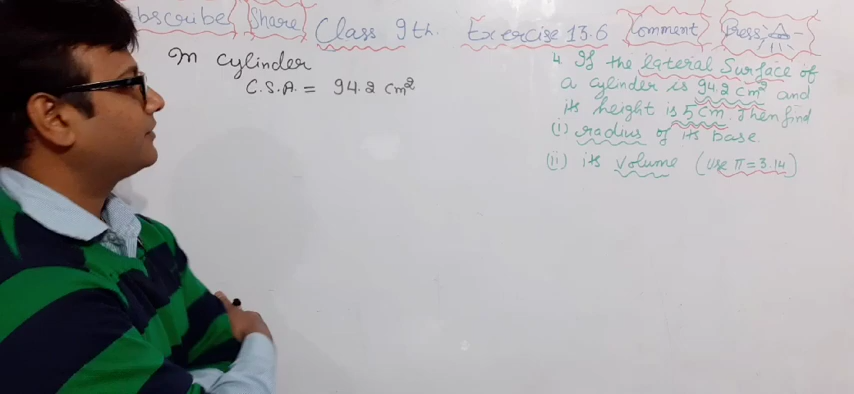 Subscribe Share Class 9th. Exercise 13.6 Comment Press
In cylinder
C.S.A. = 94.2 cm²
4. If the lateral Surface of
a cylinder is 94.2 cm² and
its height is 5 cm. Then find
(i) radius of its base.
(ii) its volume (use π = 3.14)